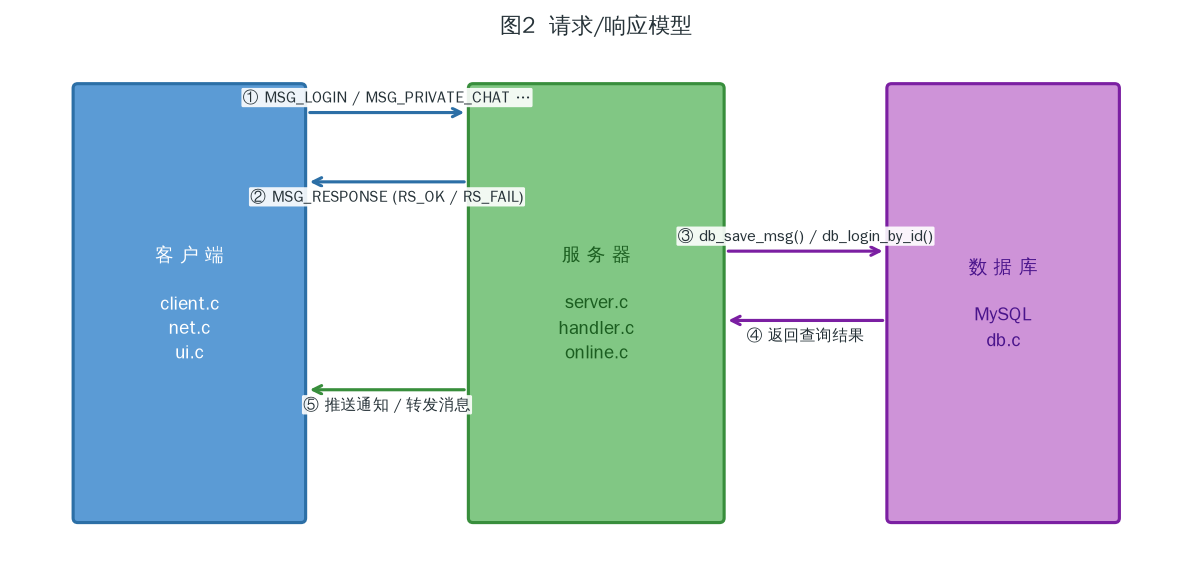 图2 请求/响应模型
① MSG_LOGIN / MSG_PRIVATE_CHAT ⋯
② MSG_RESPONSE (RS_OK / RS_FAIL)
③ db_save_msg() / db_login_by_id()
④ 返回查询结果
⑤ 推送通知 / 转发消息
客 户 端
client.c
net.c
ui.c
服 务 器
server.c
handler.c
online.c
数 据 库
MySQL
db.c